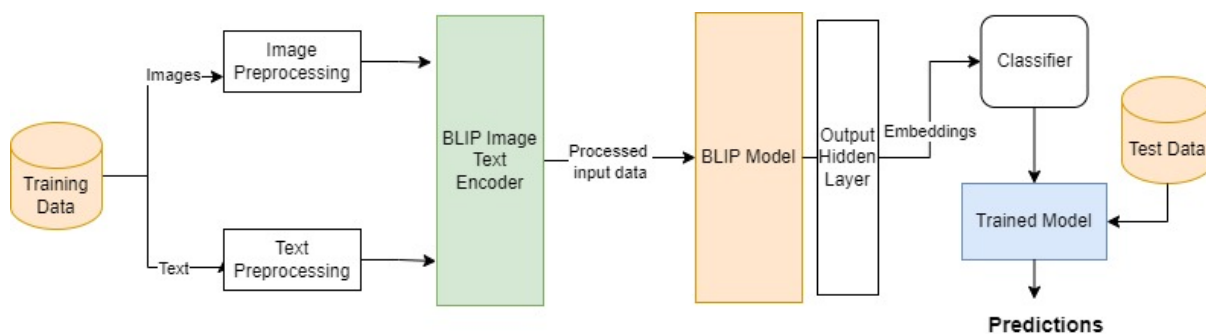 Image
Preprocessing
Images
Training
Data
Text
Text
Preprocessing
BLIP Image
Text
Encoder
Processed
input data
BLIP Model
Output
Hidden
Layer
Embeddings
Classifier
Test Data
Trained Model
Predictions